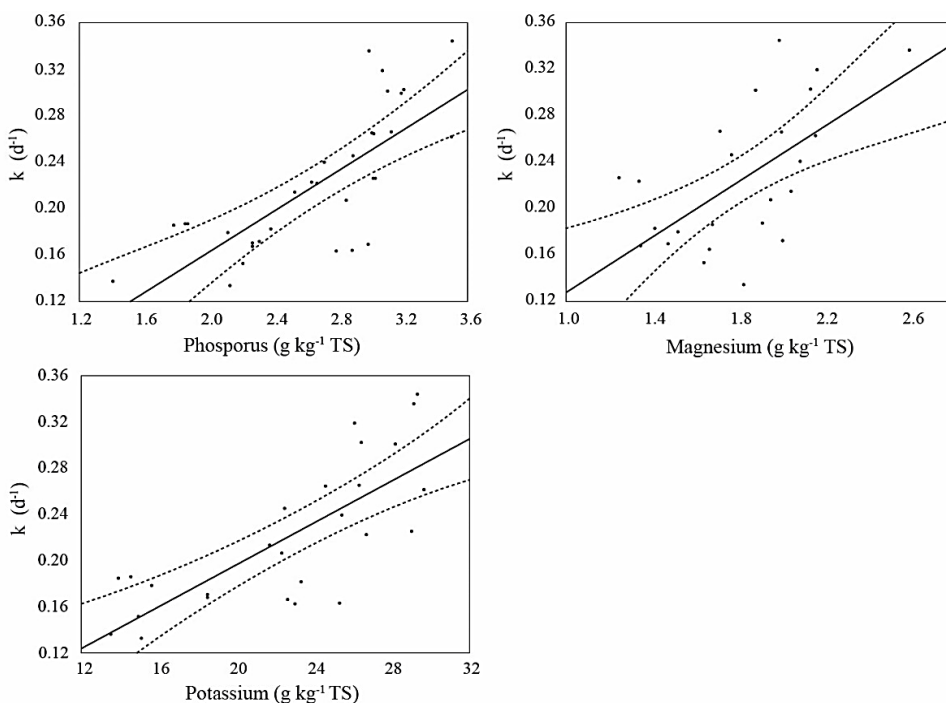 0.36
0.32
0.28
0.24
0.20
0.16
0.12
k (d-1)
1.2 1.6 2.0 2.4 2.8 3.2 3.6
Phosporus (g kg-1 TS)
0.36
0.32
0.28
0.24
0.20
0.16
0.12
k (d-1)
1.0 1.4 1.8 2.2 2.6
Magnesium (g kg-1 TS)
0.36
0.32
0.28
0.24
0.20
0.16
0.12
k (d-1)
12 16 20 24 28 32
Potassium (g kg-1 TS)